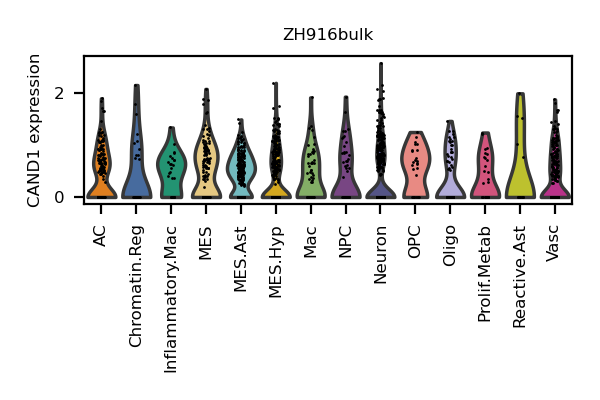 ZH916bulk
CAND1 expression
2
0
AC
Chromatin.Reg
Inflammatory.Mac
MES
MES.Ast
MES.Hyp
Mac
NPC
Neuron
OPC
Oligo
Prolif.Metab
Reactive.Ast
Vasc